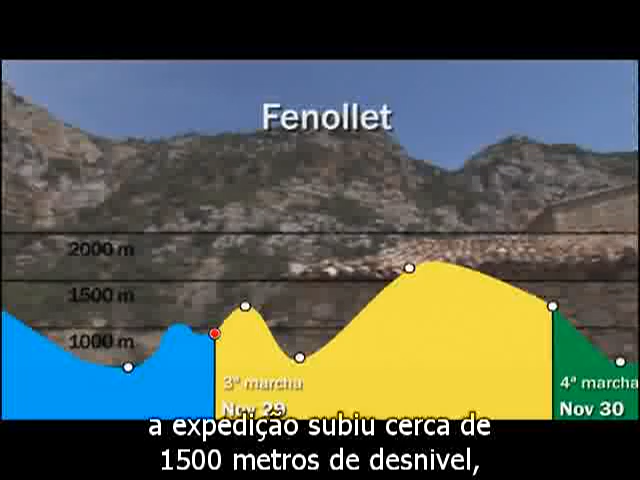 Fenollet
2000 m
1500 m
1000 m
3ª marcha
4ª marcha
Nov 29
Nov 30
a expedição subiu cerca de
1500 metros de desnivel,